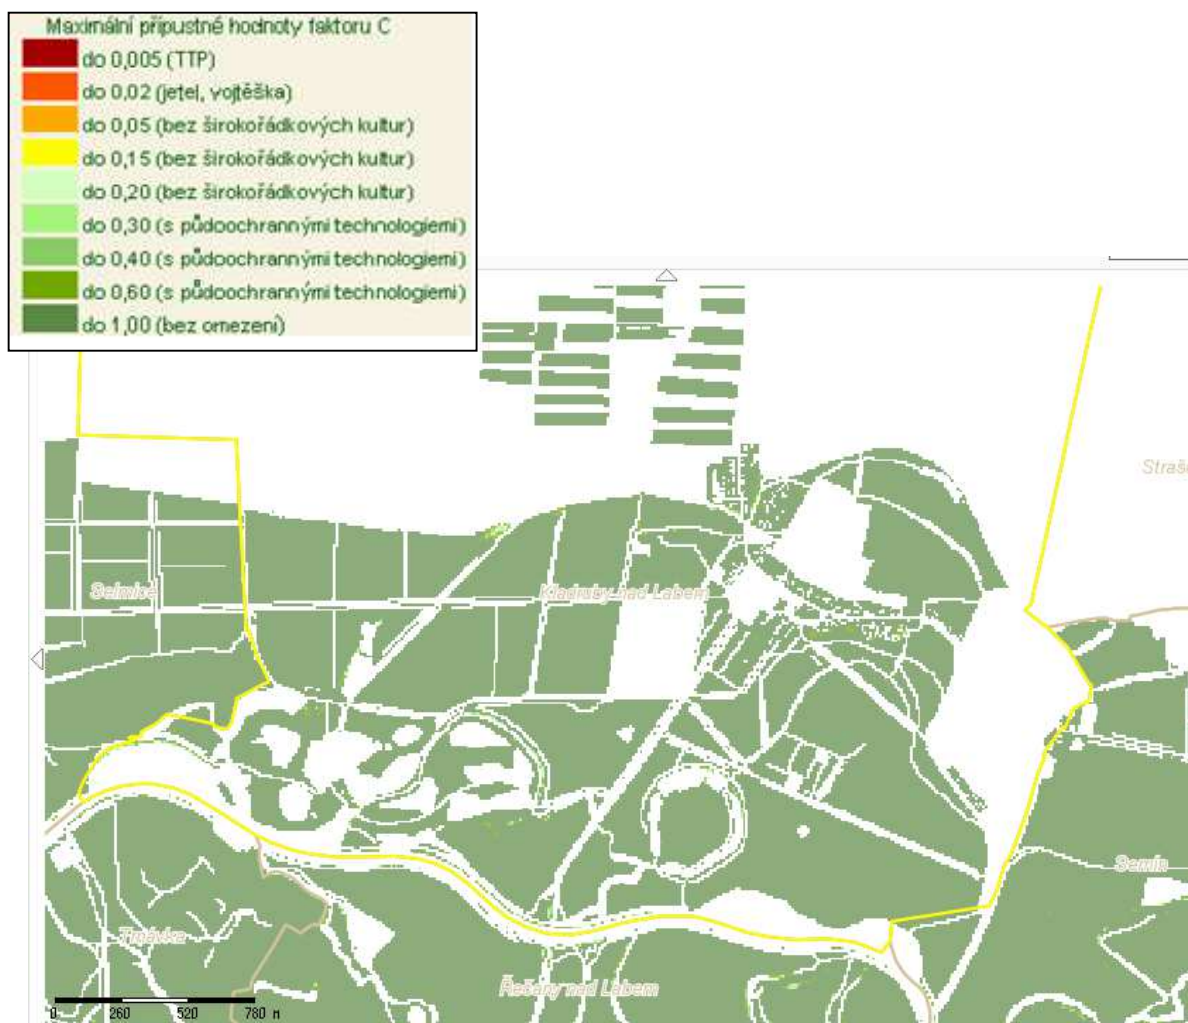 Maximální přípustné hodnoty faktoru C
do 0,005 (TTP)
do 0,02 (jetel, vojtěška)
do 0,05 (bez širokořádkových kultur)
do 0,15 (bez širokořádkových kultur)
do 0,20 (bez širokořádkových kultur)
do 0,30 (s půdoochrannými technologiemi)
do 0,40 (s půdoochrannými technologiemi)
do 0,60 (s půdoochrannými technologiemi)
do 1,00 (bez omezení)
Straš
Selmice
Kladruby nad Labem
Semín
Trnávka
Řečany nad Labem
0 260 520 780 m